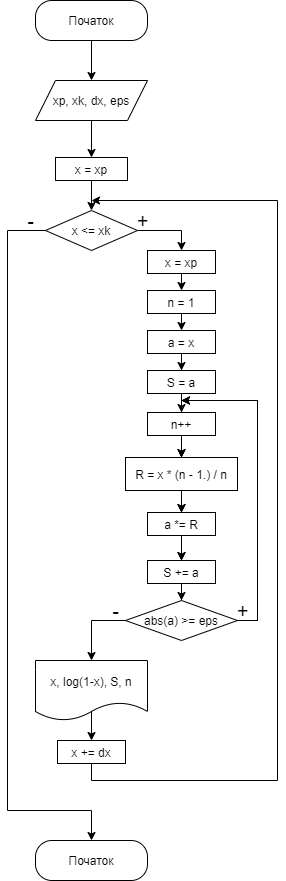 Початок
xp, xk, dx, eps
x = xp
x <= xk
-
+
x = xp
n = 1
a = x
S = a
n++
R = x * (n - 1.) / n
a *= R
S += a
abs(a) >= eps
-
+
x, log(1-x), S, n
x += dx
Початок